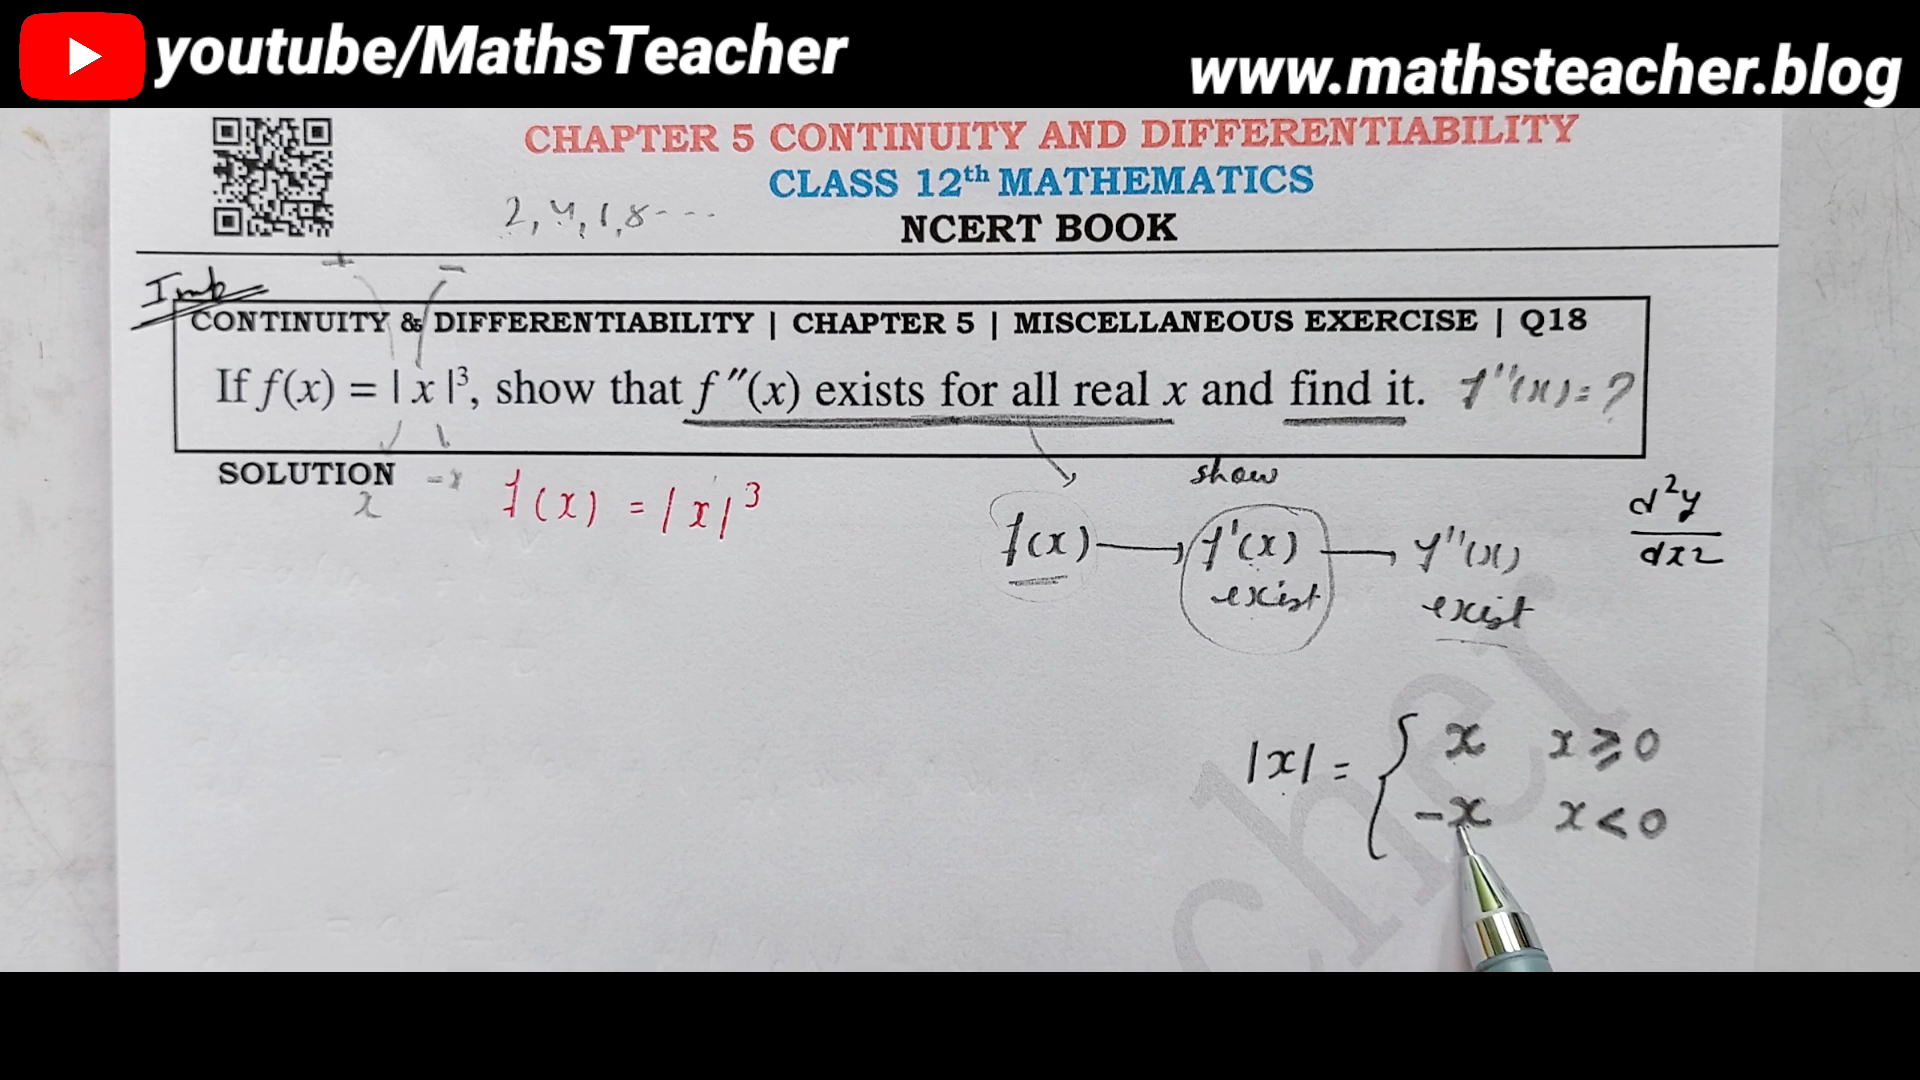 youtube/MathsTeacher
www.mathsteacher.blog
CHAPTER 5 CONTINUITY AND DIFFERENTIABILITY
CLASS 12th MATHEMATICS
2, 4, 1, 8 - - -
NCERT BOOK
+ −
Imp
CONTINUITY & DIFFERENTIABILITY | CHAPTER 5 | MISCELLANEOUS EXERCISE | Q18
If f(x) = | x |³, show that f ″(x) exists for all real x and find it. f''(x)=?
SOLUTION
x -x
f(x) = |x|³
show
f(x) → f'(x) → f''(x)
exist exist
d²y
dx2
|x| = { x x ⩾ 0
-x x < 0